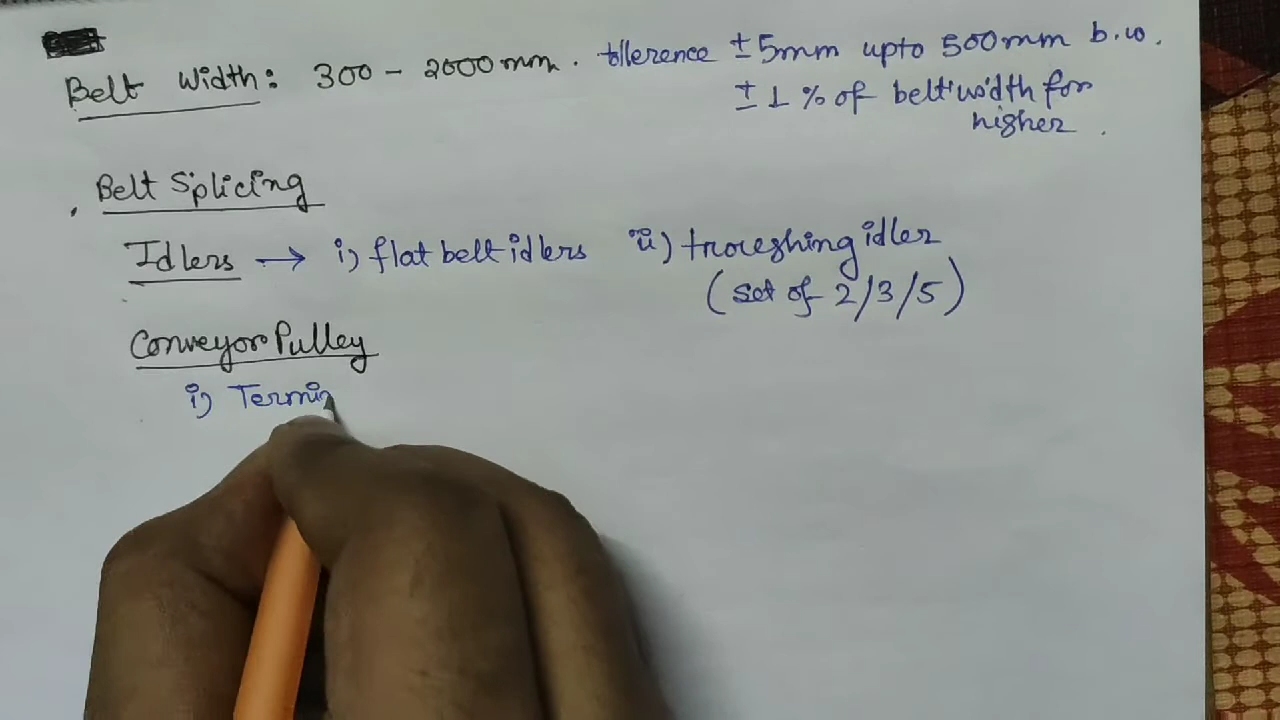 Belt Width: 300 - 2000 mm. tollerence ± 5mm upto 500mm b.w.
± 1 % of belt width for
higher.
Belt Splicing
Idlers → i) flat belt idlers ii) troughing idler
(set of 2/3/5)
Conveyor Pulley
i) Termin